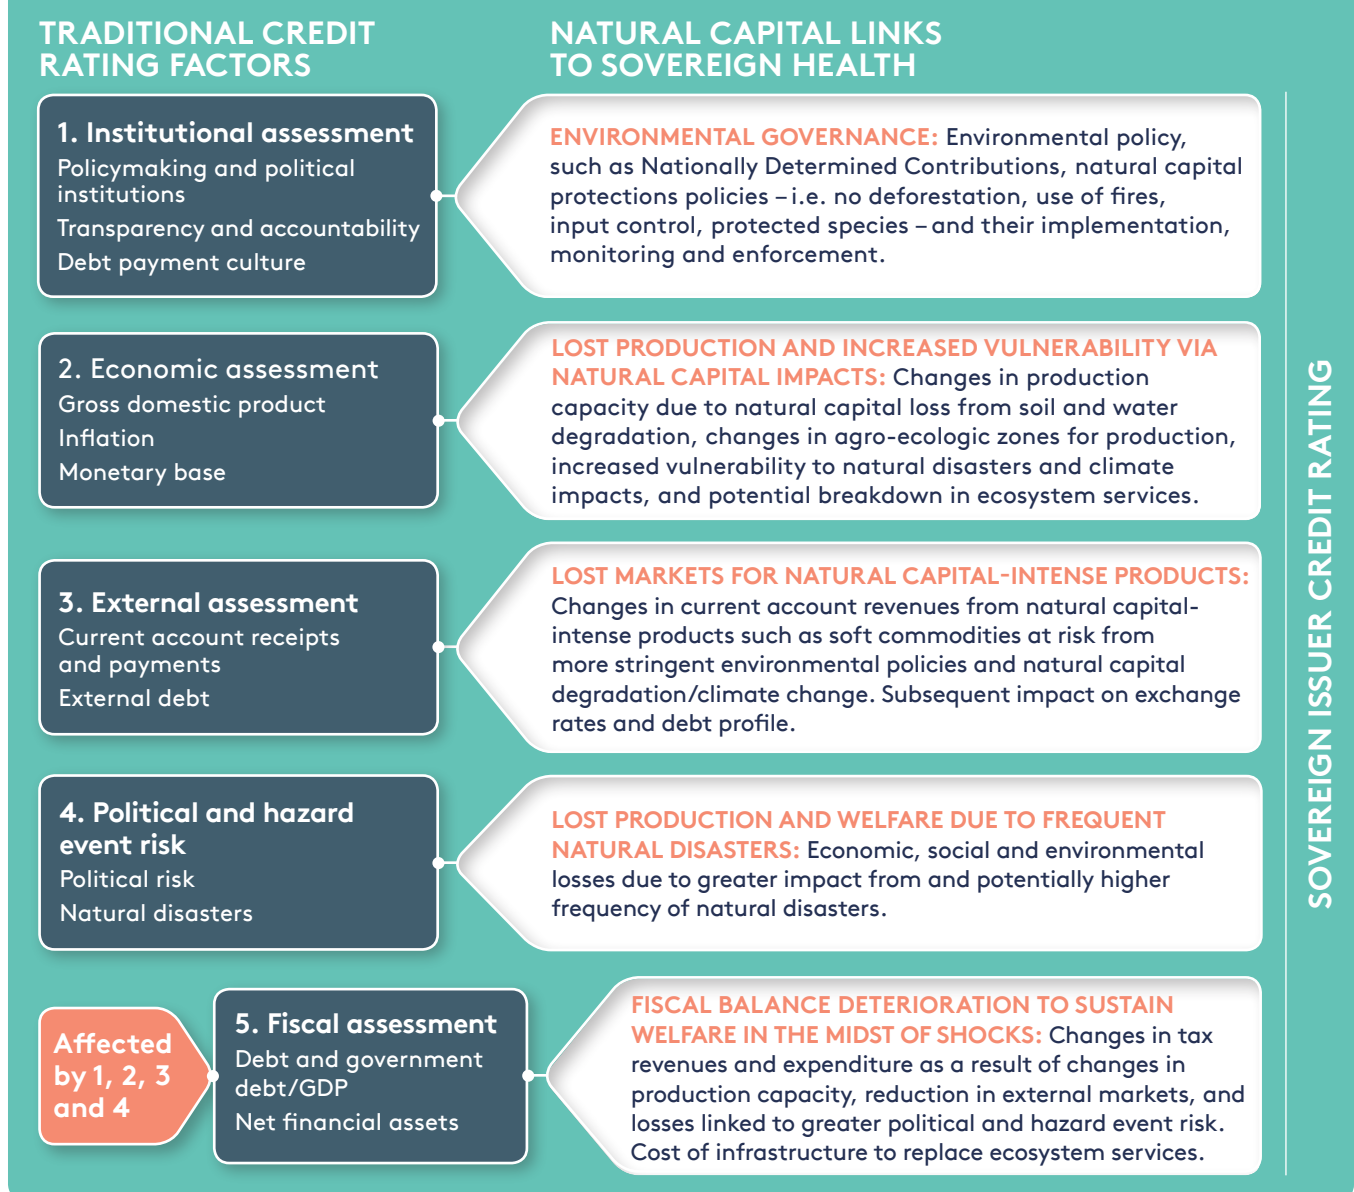 TRADITIONAL CREDIT
RATING FACTORS
NATURAL CAPITAL LINKS
TO SOVEREIGN HEALTH
1. Institutional assessment
Policymaking and political
institutions
Transparency and accountability
Debt payment culture
ENVIRONMENTAL GOVERNANCE: Environmental policy,
such as Nationally Determined Contributions, natural capital
protections policies – i.e. no deforestation, use of fires,
input control, protected species – and their implementation,
monitoring and enforcement.
2. Economic assessment
Gross domestic product
Inflation
Monetary base
LOST PRODUCTION AND INCREASED VULNERABILITY VIA
NATURAL CAPITAL IMPACTS: Changes in production
capacity due to natural capital loss from soil and water
degradation, changes in agro-ecologic zones for production,
increased vulnerability to natural disasters and climate
impacts, and potential breakdown in ecosystem services.
3. External assessment
Current account receipts
and payments
External debt
LOST MARKETS FOR NATURAL CAPITAL-INTENSE PRODUCTS:
Changes in current account revenues from natural capital-
intense products such as soft commodities at risk from
more stringent environmental policies and natural capital
degradation/climate change. Subsequent impact on exchange
rates and debt profile.
4. Political and hazard
event risk
Political risk
Natural disasters
LOST PRODUCTION AND WELFARE DUE TO FREQUENT
NATURAL DISASTERS: Economic, social and environmental
losses due to greater impact from and potentially higher
frequency of natural disasters.
Affected
by 1, 2, 3
and 4
5. Fiscal assessment
Debt and government
debt/GDP
Net financial assets
FISCAL BALANCE DETERIORATION TO SUSTAIN
WELFARE IN THE MIDST OF SHOCKS: Changes in tax
revenues and expenditure as a result of changes in
production capacity, reduction in external markets, and
losses linked to greater political and hazard event risk.
Cost of infrastructure to replace ecosystem services.
SOVEREIGN ISSUER CREDIT RATING